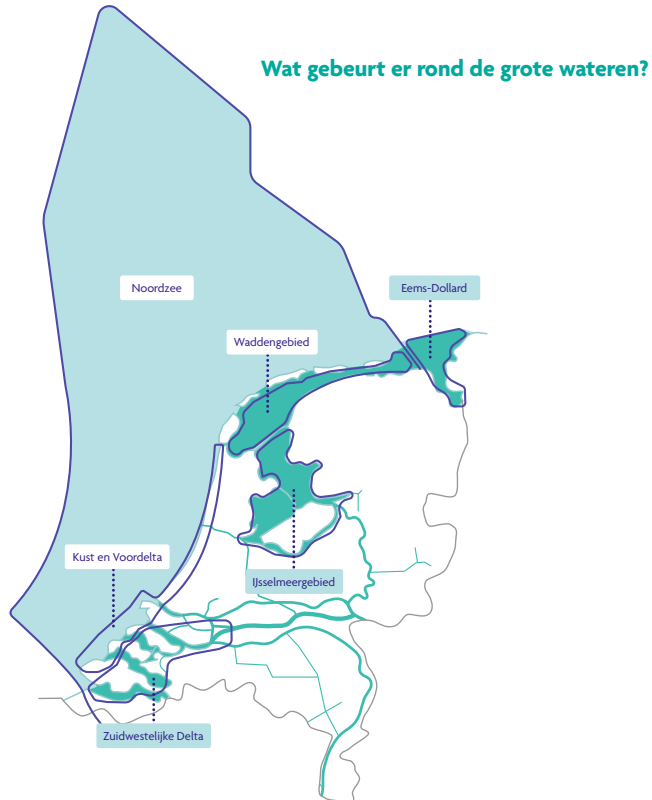 Wat gebeurt er rond de grote wateren?
Noordzee
Eems-Dollard
Waddengebied
Kust en Voordelta
IJsselmeergebied
Zuidwestelijke Delta